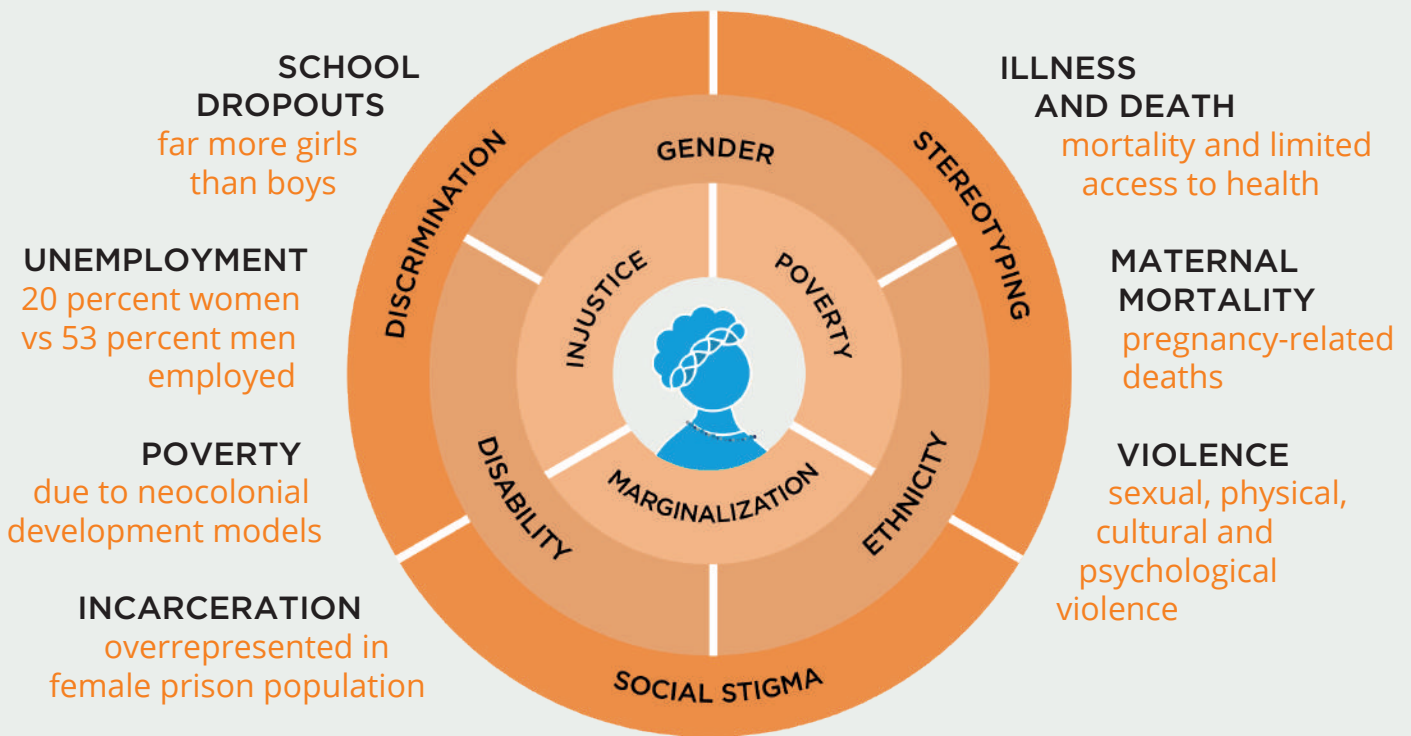 SCHOOL
DROPOUTS
far more girls
than boys
UNEMPLOYMENT
20 percent women
vs 53 percent men
employed
POVERTY
due to neocolonial
development models
INCARCERATION
overrepresented in
female prison population
DISCRIMINATION
STEREOTYPING
SOCIAL STIGMA
GENDER
DISABILITY
ETHNICITY
INJUSTICE
POVERTY
MARGINALIZATION
ILLNESS
AND DEATH
mortality and limited
access to health
MATERNAL
MORTALITY
pregnancy-related
deaths
VIOLENCE
sexual, physical,
cultural and
psychological
violence